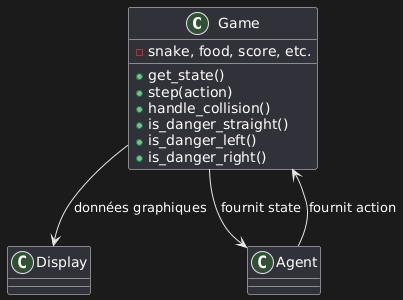 C Game
snake, food, score, etc.
get_state()
step(action)
handle_collision()
is_danger_straight()
is_danger_left()
is_danger_right()
données graphiques
fournit state
fournit action
C Display
C Agent